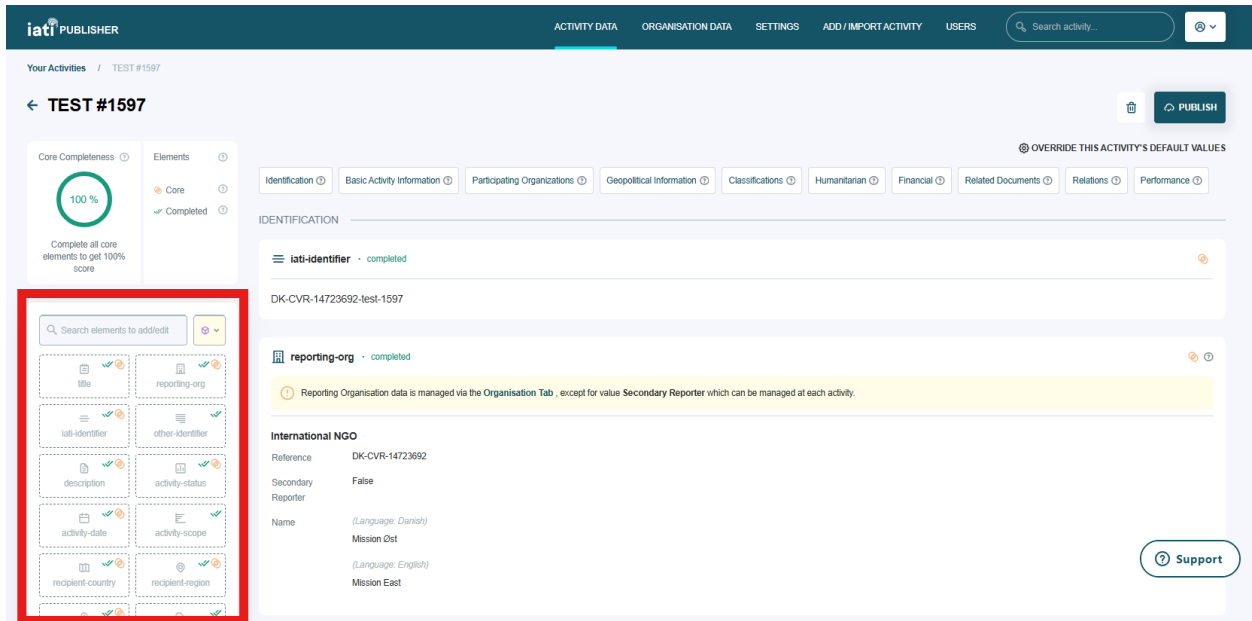 iati PUBLISHER
ACTIVITY DATA ORGANISATION DATA SETTINGS ADD / IMPORT ACTIVITY USERS Search activity...
Your Activities / TEST #1597
← TEST #1597
PUBLISH
OVERRIDE THIS ACTIVITY'S DEFAULT VALUES
Core Completeness
100 %
Complete all core
elements to get 100%
score
Elements
Core
Completed
Identification Basic Activity Information Participating Organizations Geopolitical Information Classifications Humanitarian Financial Related Documents Relations Performance
Search elements to add/edit
title reporting-org
iati-identifier other-identifier
description activity-status
activity-date activity-scope
recipient-country recipient-region
IDENTIFICATION
iati-identifier · completed
DK-CVR-14723692-test-1597
reporting-org · completed
Reporting Organisation data is managed via the Organisation Tab , except for value Secondary Reporter which can be managed at each activity.
International NGO
Reference DK-CVR-14723692
Secondary
Reporter
False
Name (Language: Danish)
Mission Øst
(Language: English)
Mission East
Support